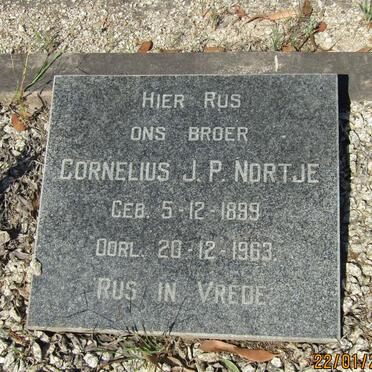 HIER RUS
ONS BROER
CORNELIUS J. P. NORTJE
GEB. 5-12-1899
OORL. 20-12-1963.
RUS IN VREDE.
22/01/2